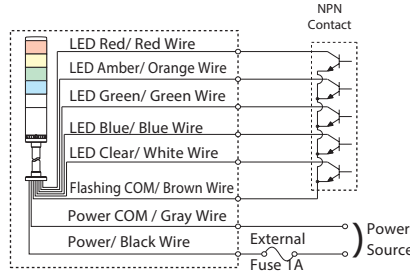 NPN
Contact
LED Red/ Red Wire
LED Amber/ Orange Wire
LED Green/ Green Wire
LED Blue/ Blue Wire
LED Clear/ White Wire
Flashing COM/ Brown Wire
Power COM / Gray Wire
Power/ Black Wire
External
Fuse 1A
Power
Source